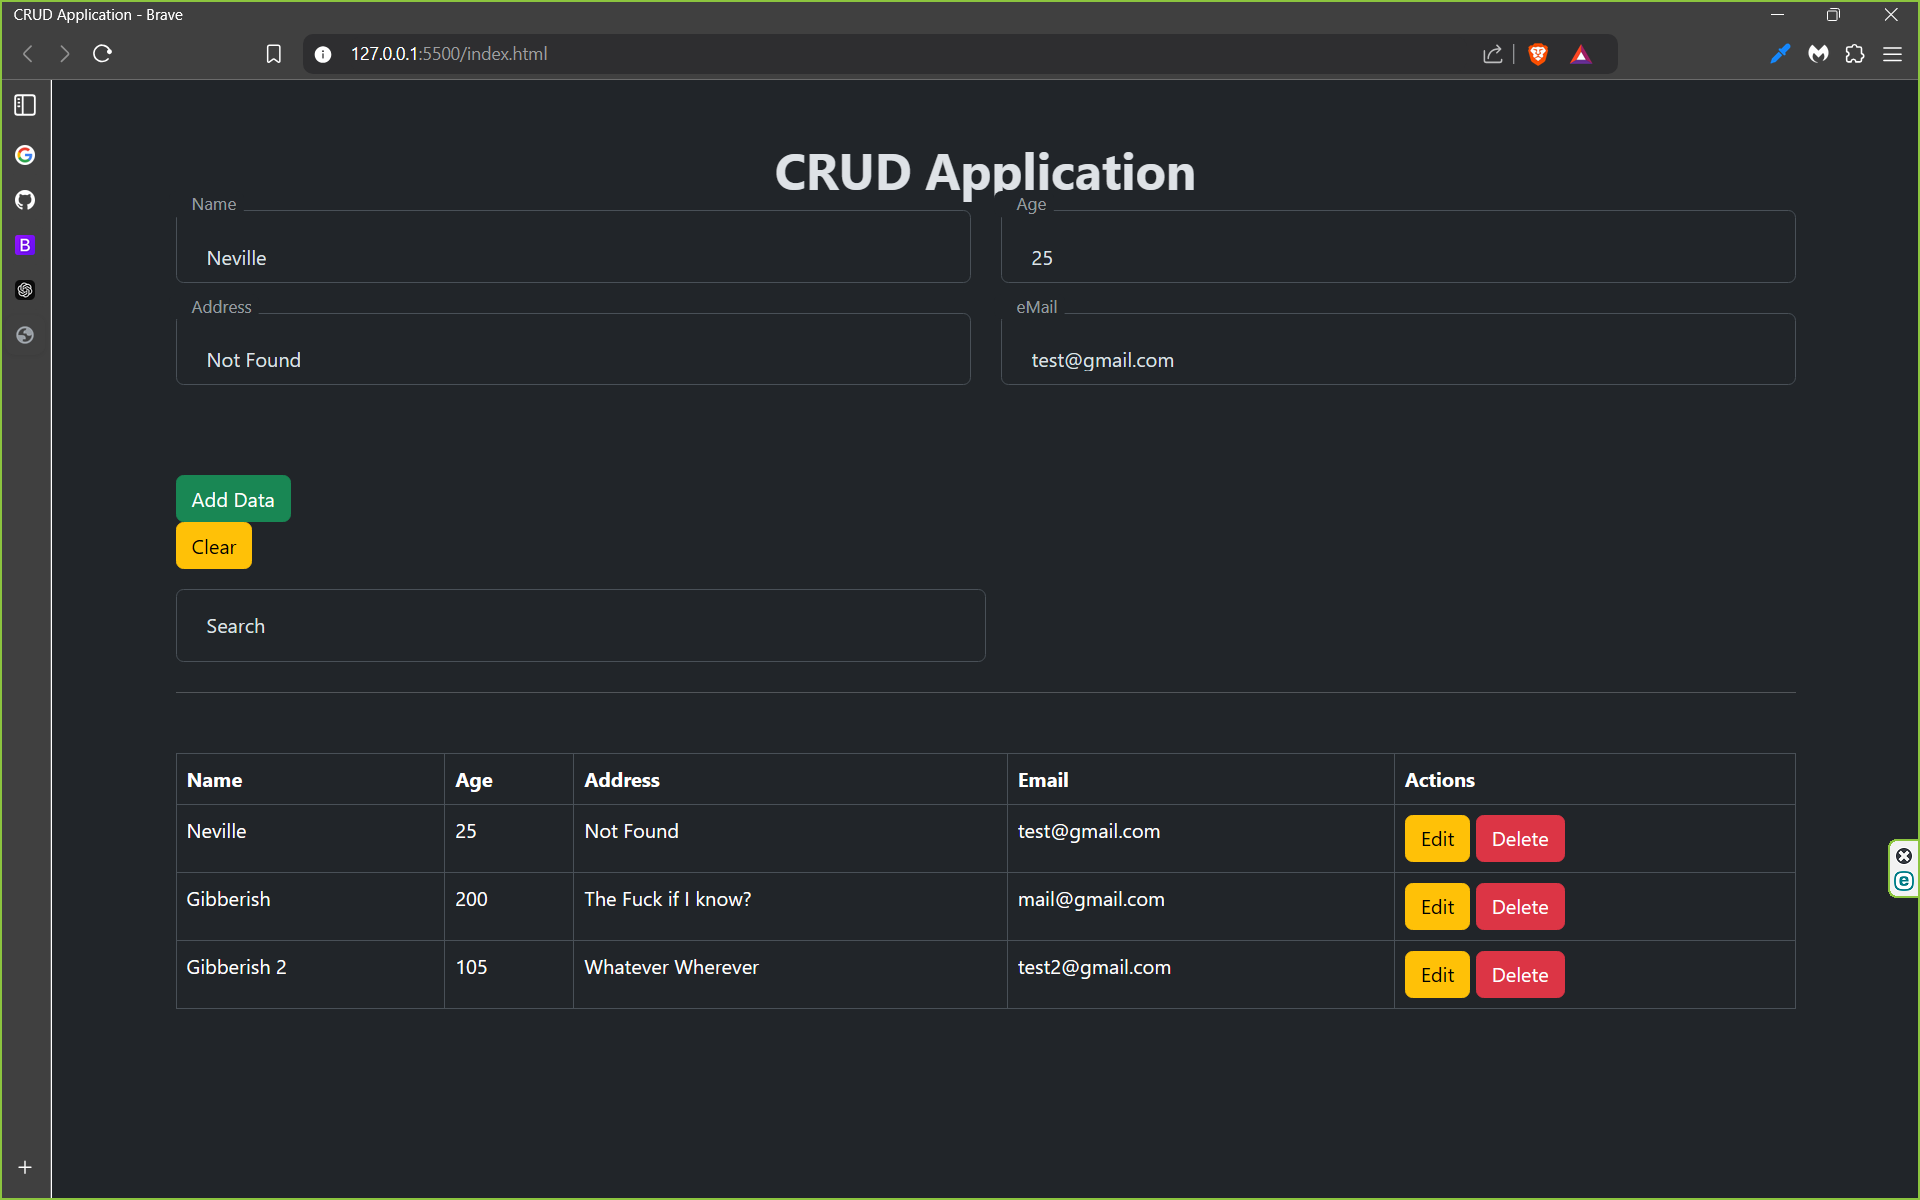 CRUD Application - Brave
127.0.0.1:5500/index.html
B
CRUD Application
Name
Age
Neville
25
Address
eMail
Not Found
test@gmail.com
Add Data
Clear
Search
Name Age Address Email Actions
Neville 25 Not Found test@gmail.com Edit Delete
Gibberish 200 The Fuck if I know? mail@gmail.com Edit Delete
Gibberish 2 105 Whatever Wherever test2@gmail.com Edit Delete
e